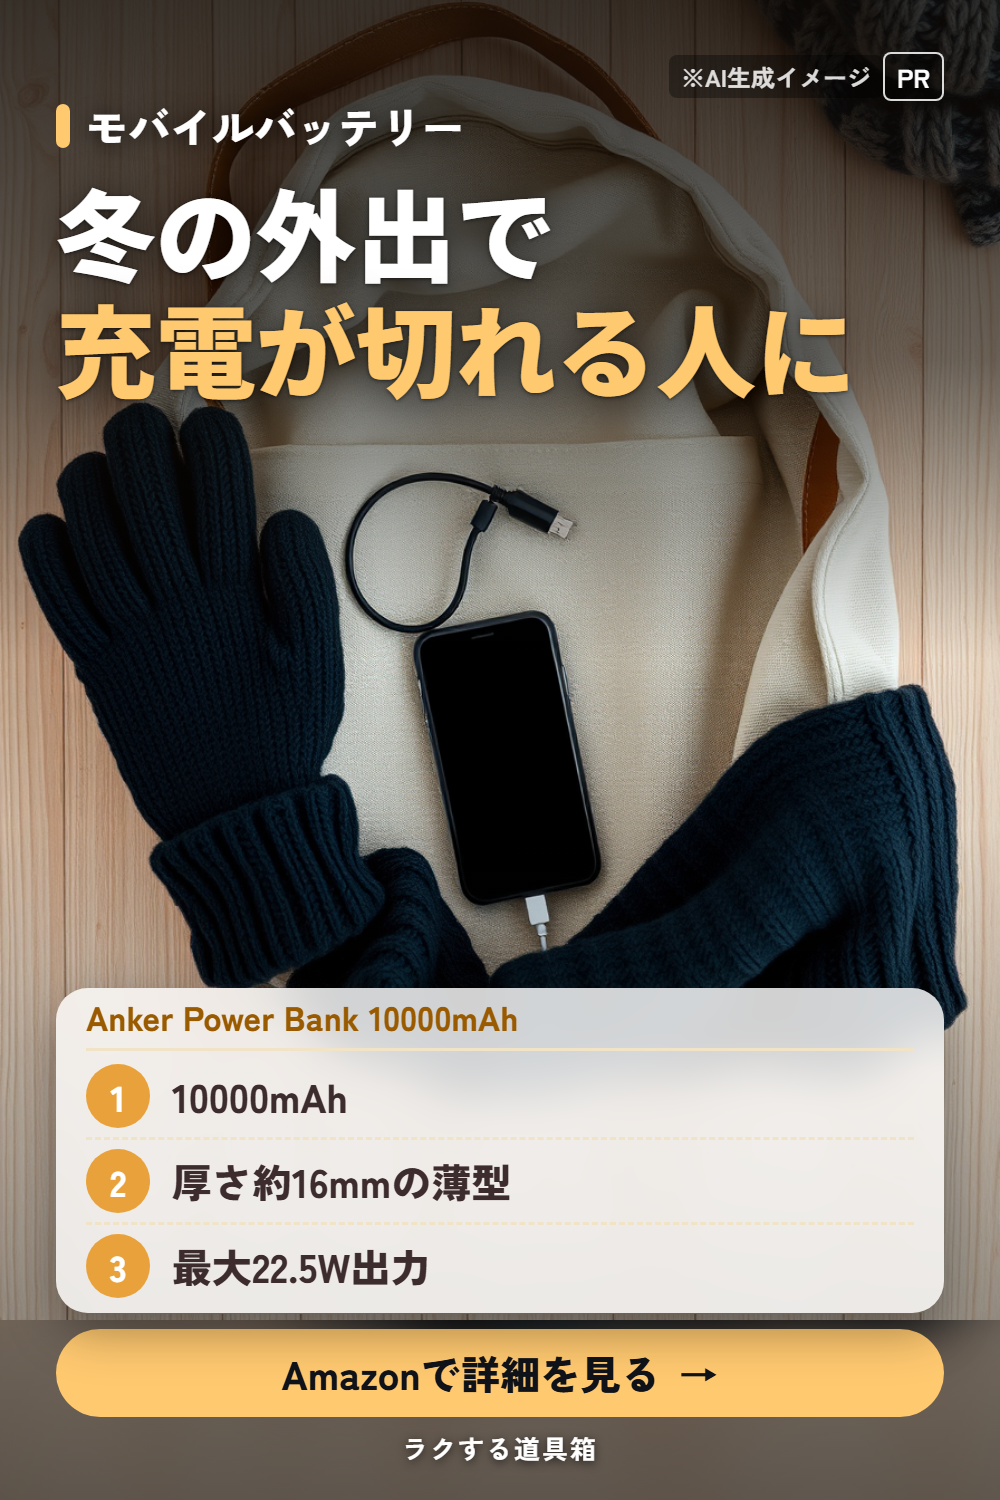 ※AI生成イメージ PR
モバイルバッテリー
冬の外出で
充電が切れる人に
Anker Power Bank 10000mAh
1 10000mAh
2 厚さ約16mmの薄型
3 最大22.5W出力
Amazonで詳細を見る →
ラクする道具箱